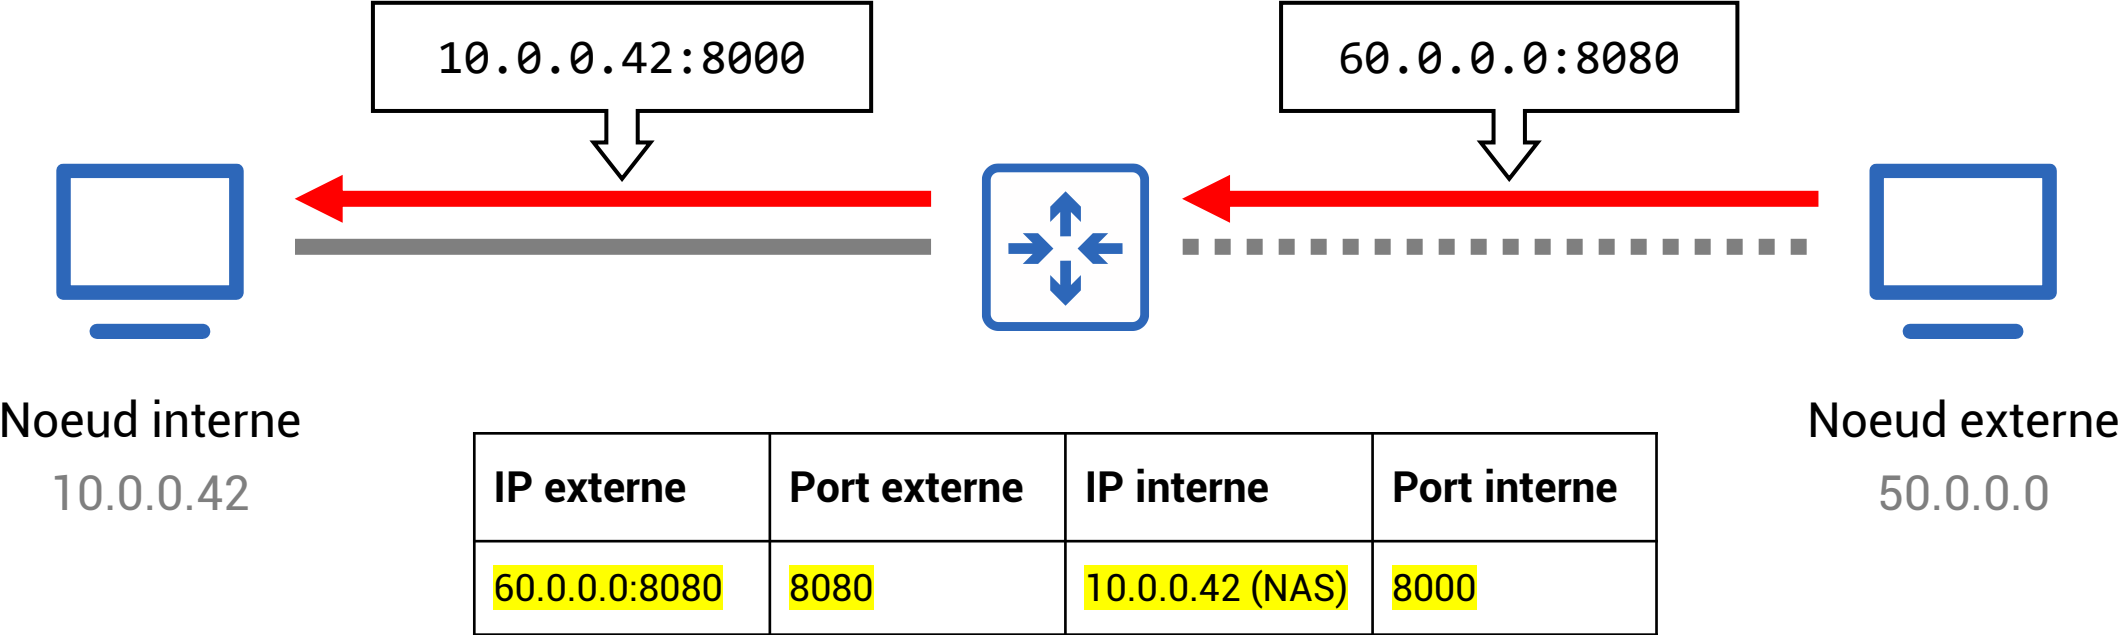 10.0.0.42:8000
60.0.0.0:8080
Noeud interne
10.0.0.42
Noeud externe
50.0.0.0
IP externe Port externe IP interne Port interne
60.0.0.0:8080 8080 10.0.0.42 (NAS) 8000